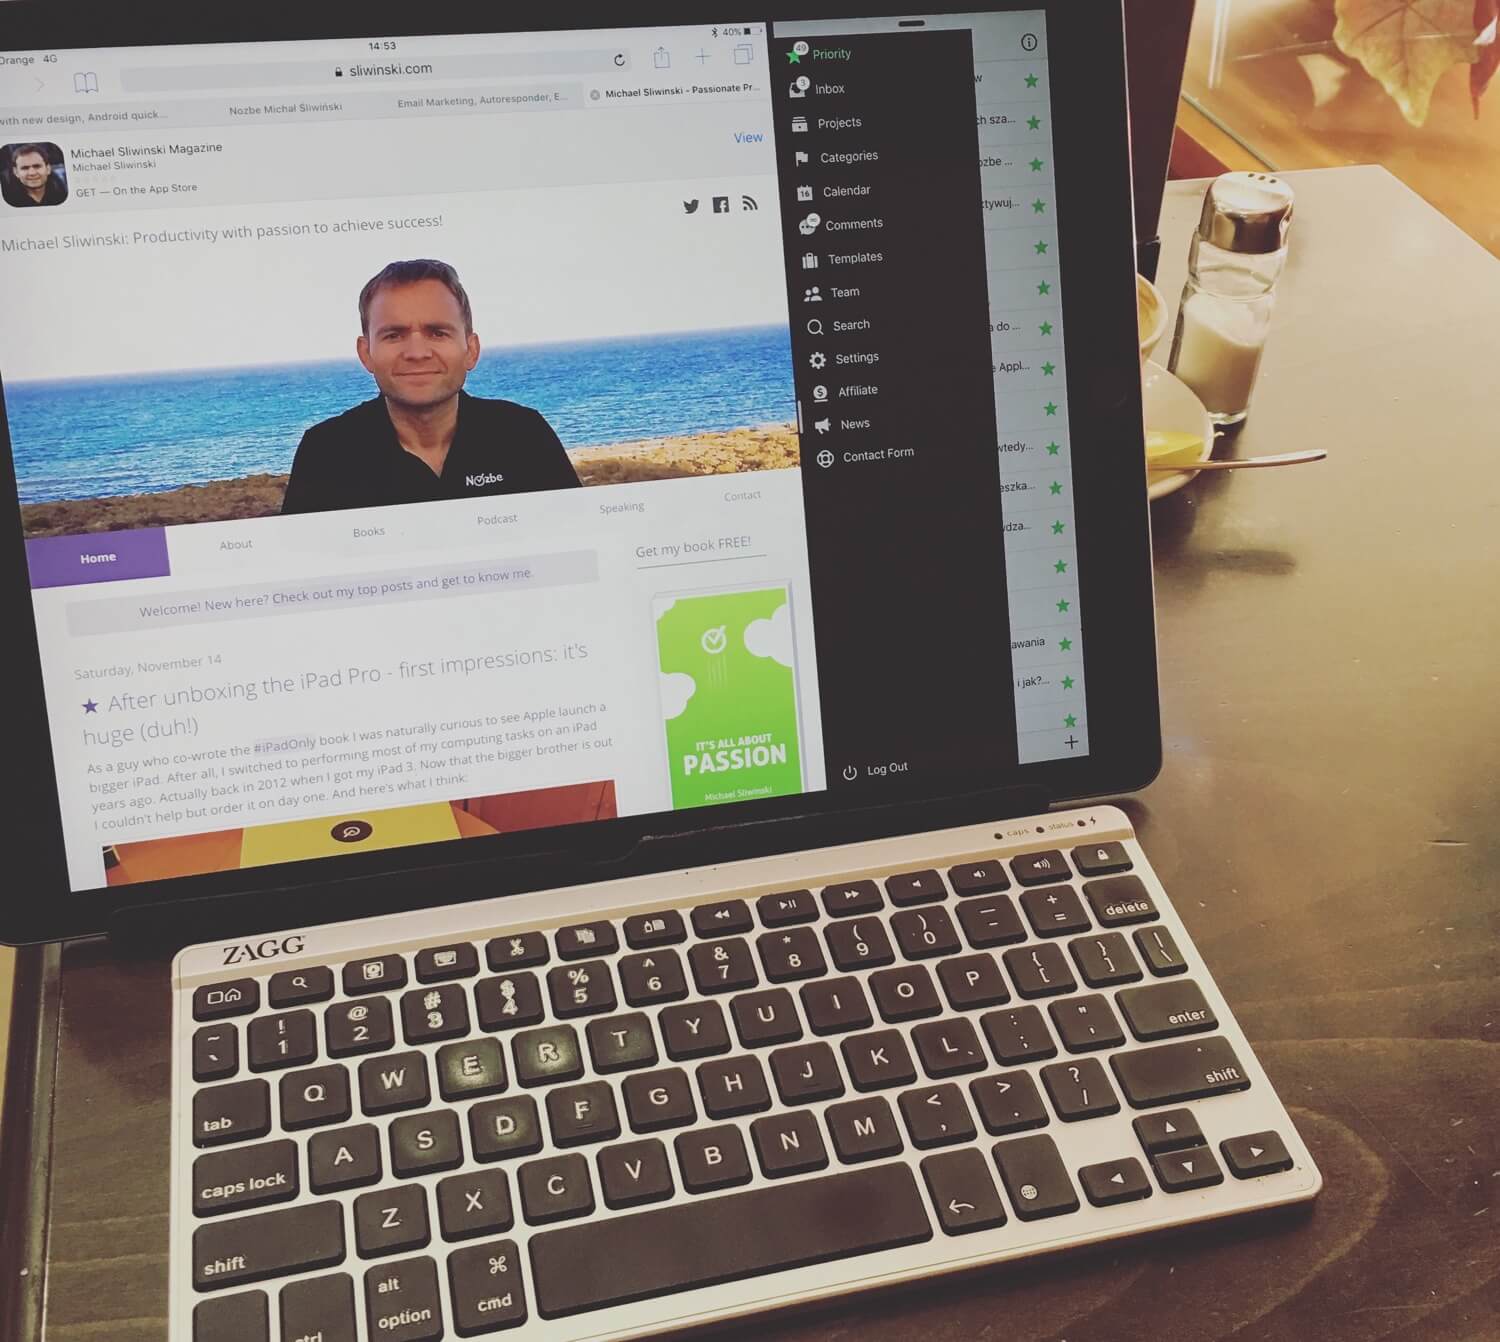 Orange 4G
14:53
40%
sliwinski.com
with new design, Android quick...
Nozbe Michał Śliwiński
Email Marketing, Autoresponder, E...
Michael Sliwinski - Passionate Pr...
Michael Sliwinski Magazine
Michael Sliwinski
GET — On the App Store
View
Michael Sliwinski: Productivity with passion to achieve success!
Nozbe
Home
About
Books
Podcast
Speaking
Contact
Welcome! New here? Check out my top posts and get to know me.
Get my book FREE!
Saturday, November 14
★ After unboxing the iPad Pro - first impressions: it's
huge (duh!)
As a guy who co-wrote the #iPadOnly book I was naturally curious to see Apple launch a
bigger iPad. After all, I switched to performing most of my computing tasks on an iPad
years ago. Actually back in 2012 when I got my iPad 3. Now that the bigger brother is out
I couldn't help but order it on day one. And here's what I think:
IT'S ALL ABOUT
PASSION
Michael Sliwinski
49
Priority
3
Inbox
Projects
Categories
16
Calendar
Comments
Templates
Team
Search
Settings
Affiliate
News
Contact Form
Log Out
w
ch sza...
ozbe ...
tywuj...
a do ...
e Appl...
wtedy...
eszka...
dza...
awania
i jak?...
caps status
ZAGG
~ ` ! 1 @ 2 # 3 $ 4 % 5 ^ 6 & 7 * 8 ( 9 ) 0 — – + = delete
tab Q W E R T Y U I O P { [ } ] | \
caps lock A S D F G H J K L : ; " ' enter
shift Z X C V B N M < , > . ? / shift
ctrl alt option ⌘ cmd